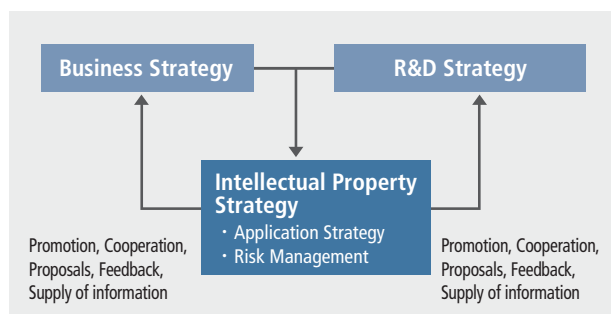 Business Strategy
R&D Strategy
Intellectual Property
Strategy
・Application Strategy
・Risk Management
Promotion, Cooperation,
Proposals, Feedback,
Supply of information
Promotion, Cooperation,
Proposals, Feedback,
Supply of information